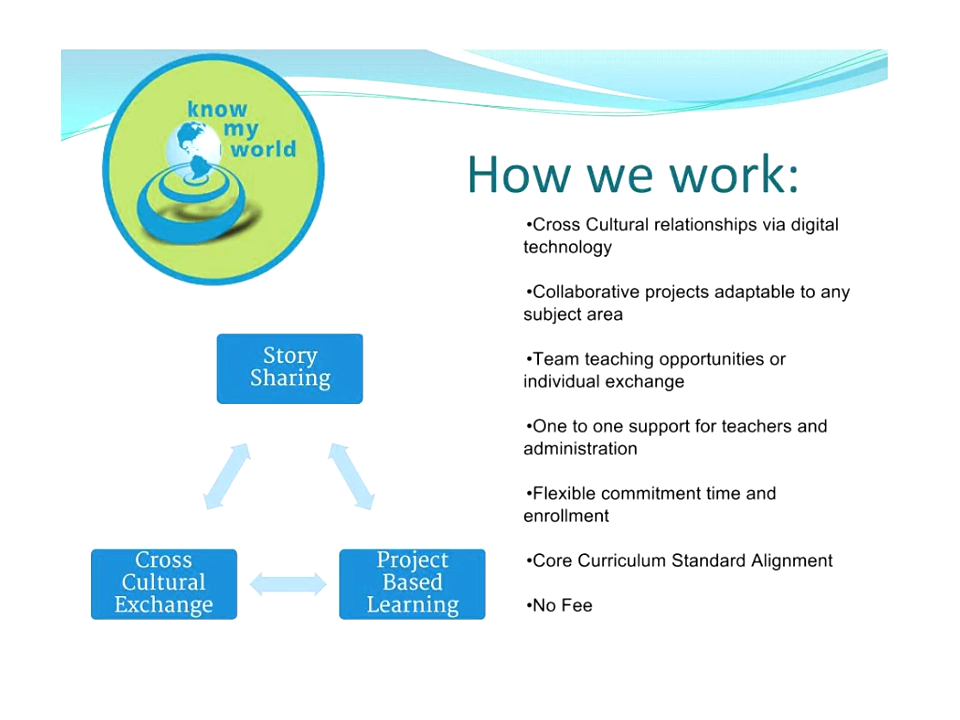 know
my
world
How we work:
•Cross Cultural relationships via digital
technology
•Collaborative projects adaptable to any
subject area
•Team teaching opportunities or
individual exchange
•One to one support for teachers and
administration
•Flexible commitment time and
enrollment
•Core Curriculum Standard Alignment
•No Fee
Story
Sharing
Cross
Cultural
Exchange
Project
Based
Learning